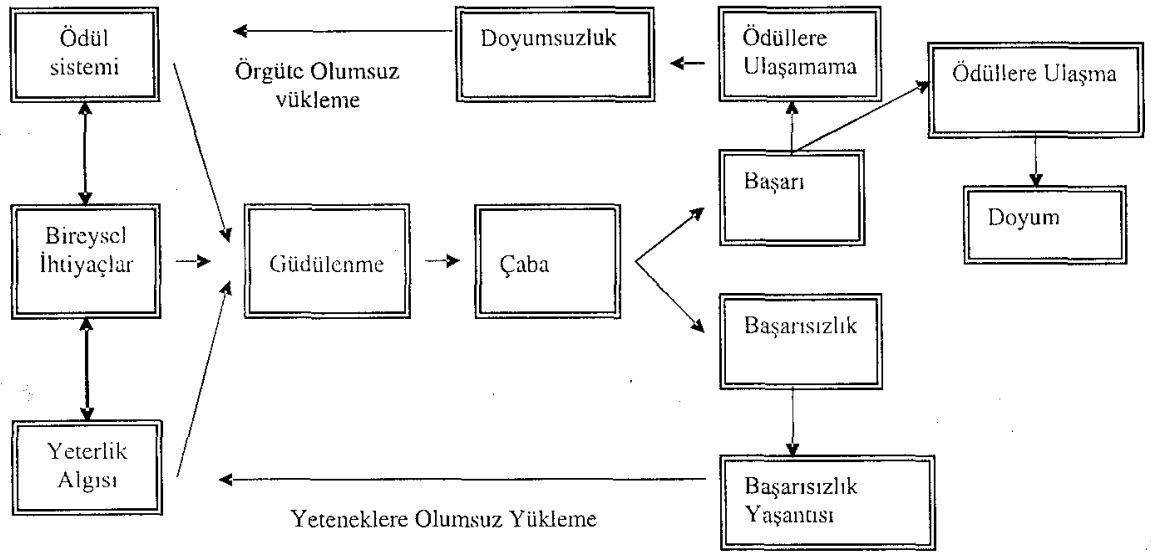 Ödül
sistemi
Örgüte Olumsuz
vükleme
Doyumsuzluk
Ödüllere
Ulaşamama
Ödüllere Ulaşma
Bireysel
İhtiyaçlar
Güdülenme
Çaba
Başarı
Doyum
Başarısızlık
Yeterlik
Algısı
Yeteneklere Olumsuz Yükleme
Başarısızlık
Yaşantısı